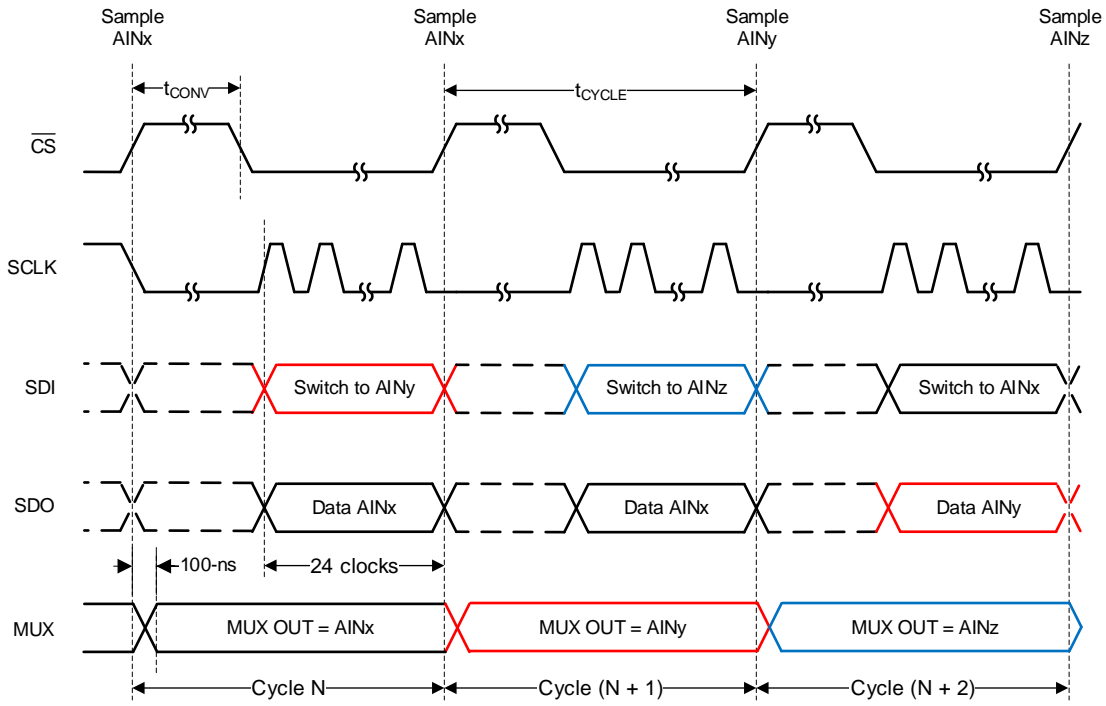 Sample
AINx
Sample
AINx
Sample
AINy
Sample
AINz
tCONV
tCYCLE
CS
SCLK
SDI
Switch to AINy
Switch to AINz
Switch to AINx
SDO
Data AINx
Data AINx
Data AINy
100-ns
24 clocks
MUX
MUX OUT = AINx
MUX OUT = AINy
MUX OUT = AINz
Cycle N
Cycle (N + 1)
Cycle (N + 2)